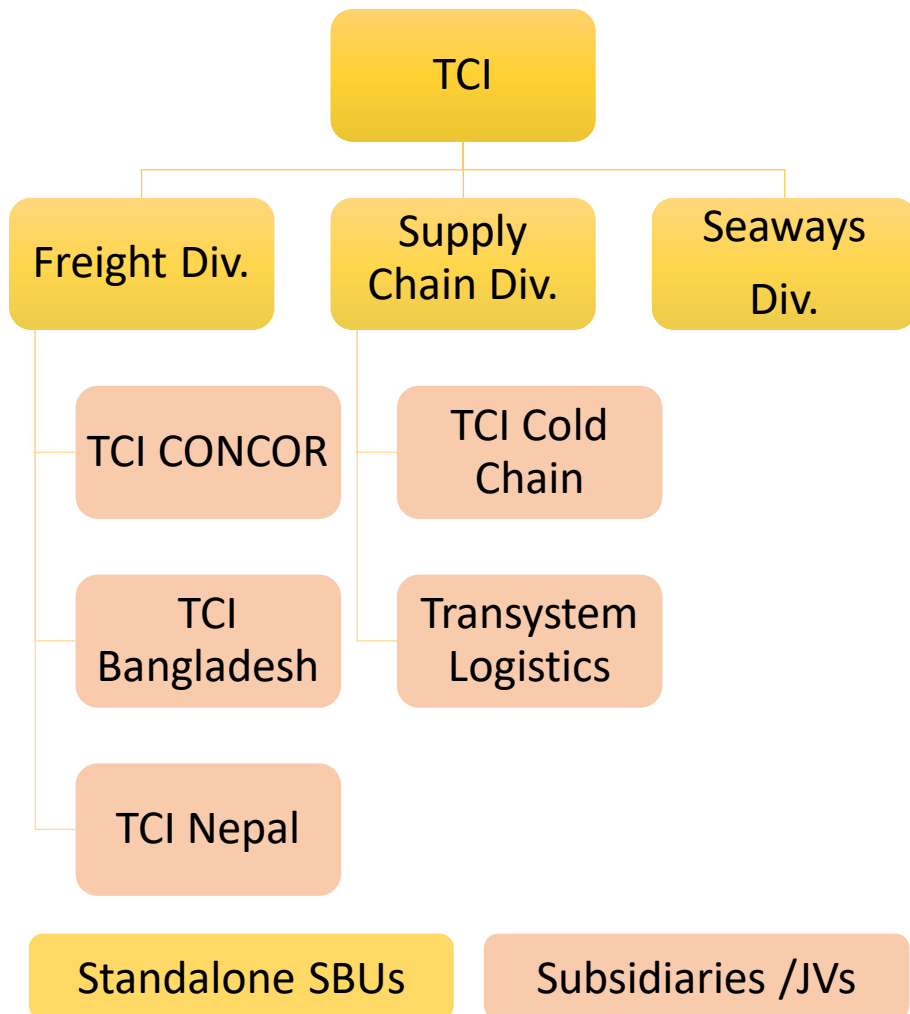 TCI
Freight Div.
Supply
Chain Div.
Seaways
Div.
TCI CONCOR
TCI Cold
Chain
TCI
Bangladesh
Transystem
Logistics
TCI Nepal
Standalone SBUs
Subsidiaries /JVs